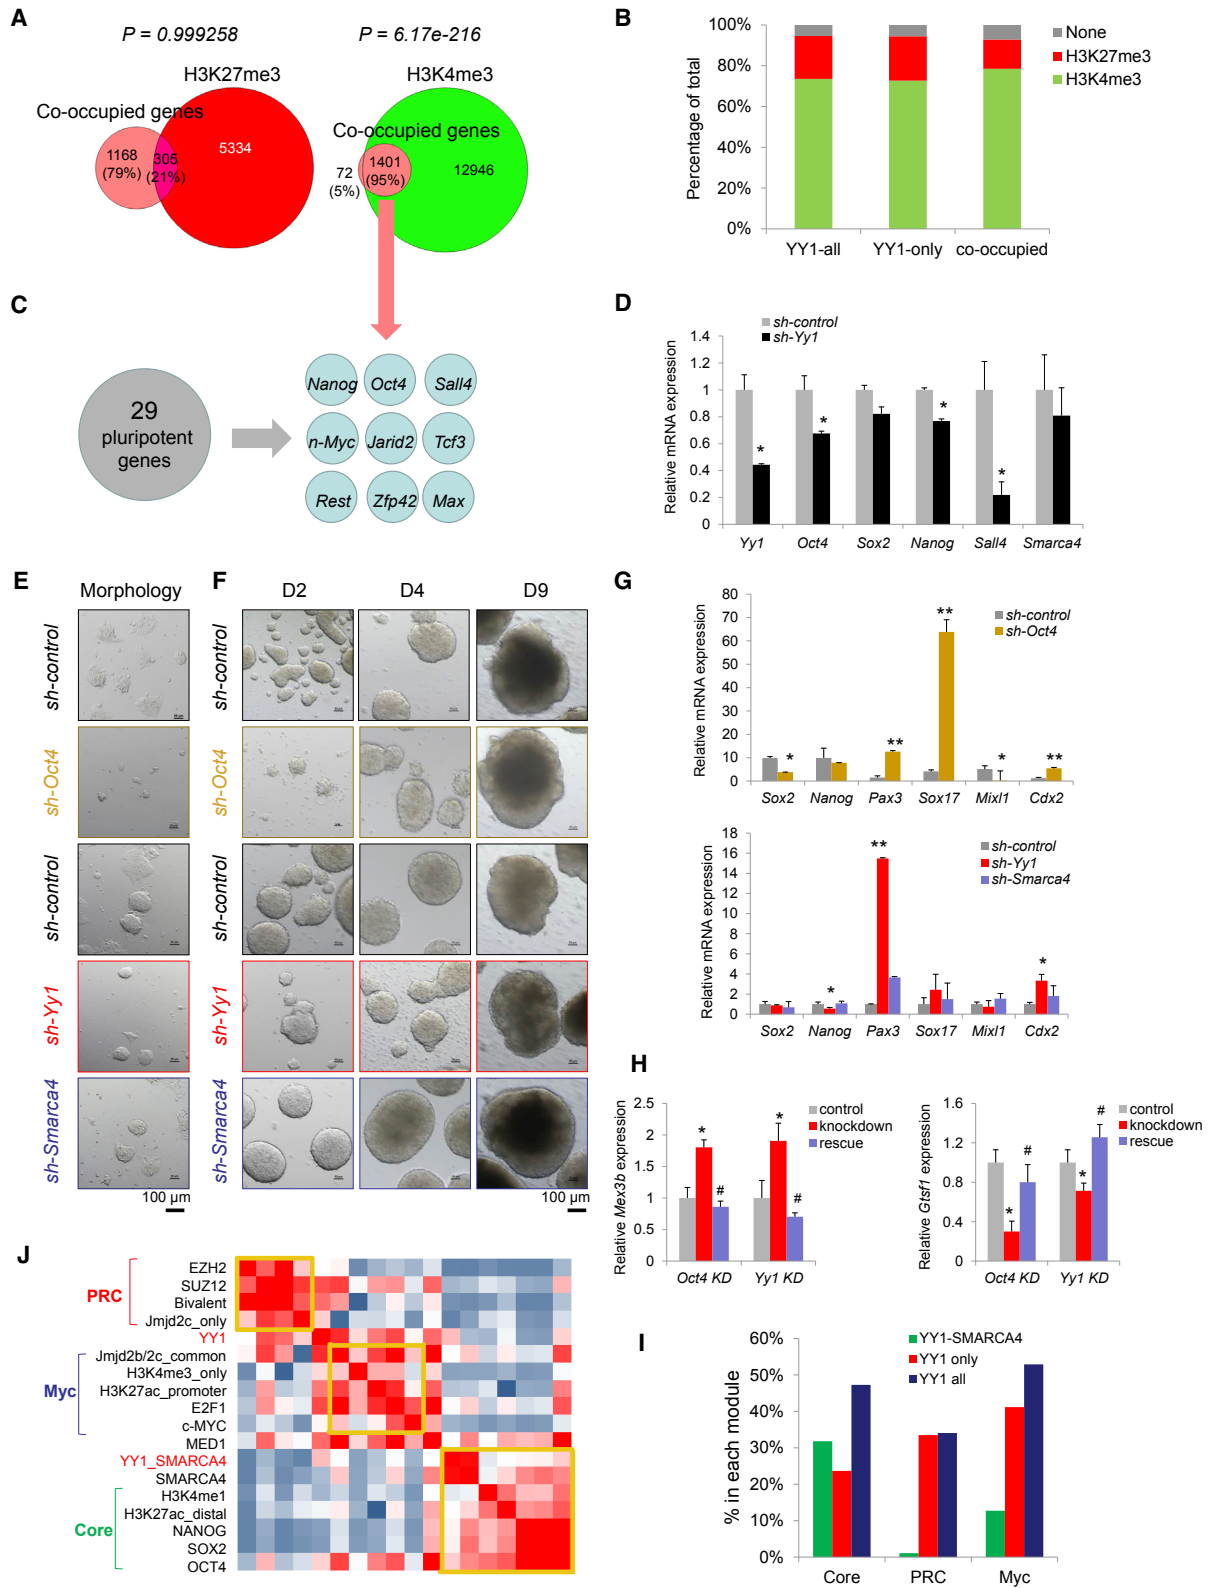 A
P = 0.999258
P = 6.17e-216
H3K27me3
H3K4me3
Co-occupied genes
Co-occupied genes
1168
(79%)
305
(21%)
5334
72
(5%)
1401
(95%)
12946
B
100%
80%
60%
40%
20%
0%
Percentage of total
None
H3K27me3
H3K4me3
YY1-all
YY1-only
co-occupied
C
29
pluripotent
genes
Nanog
Oct4
Sall4
n-Myc
Jarid2
Tcf3
Rest
Zfp42
Max
D
sh-control
sh-Yy1
Relative mRNA expression
1.4
1.2
1
0.8
0.6
0.4
0.2
0
*
*
*
*
Yy1
Oct4
Sox2
Nanog
Sall4
Smarca4
E
Morphology
sh-control
sh-Oct4
sh-control
sh-Yy1
sh-Smarca4
100 µm
F
D2
D4
D9
sh-control
sh-Oct4
sh-control
sh-Yy1
sh-Smarca4
100 µm
G
Relative mRNA expression
80
70
60
50
40
30
20
10
0
sh-control
sh-Oct4
*
**
**
*
**
Sox2
Nanog
Pax3
Sox17
Mixl1
Cdx2
Relative mRNA expression
18
16
14
12
10
8
6
4
2
0
sh-control
sh-Yy1
sh-Smarca4
*
**
*
Sox2
Nanog
Pax3
Sox17
Mixl1
Cdx2
H
Relative Mex3b expression
2.5
2
1.5
1
0.5
0
control
knockdown
rescue
*
#
*
#
Oct4 KD
Yy1 KD
Relative Gtsf1 expression
1.6
1.2
0.8
0.4
0
control
knockdown
rescue
*
#
*
#
Oct4 KD
Yy1 KD
J
PRC
Myc
Core
EZH2
SUZ12
Bivalent
Jmjd2c_only
YY1
Jmjd2b/2c_common
H3K4me3_only
H3K27ac_promoter
E2F1
c-MYC
MED1
YY1_SMARCA4
SMARCA4
H3K4me1
H3K27ac_distal
NANOG
SOX2
OCT4
I
% in each module
60%
50%
40%
30%
20%
10%
0%
YY1-SMARCA4
YY1 only
YY1 all
Core
PRC
Myc